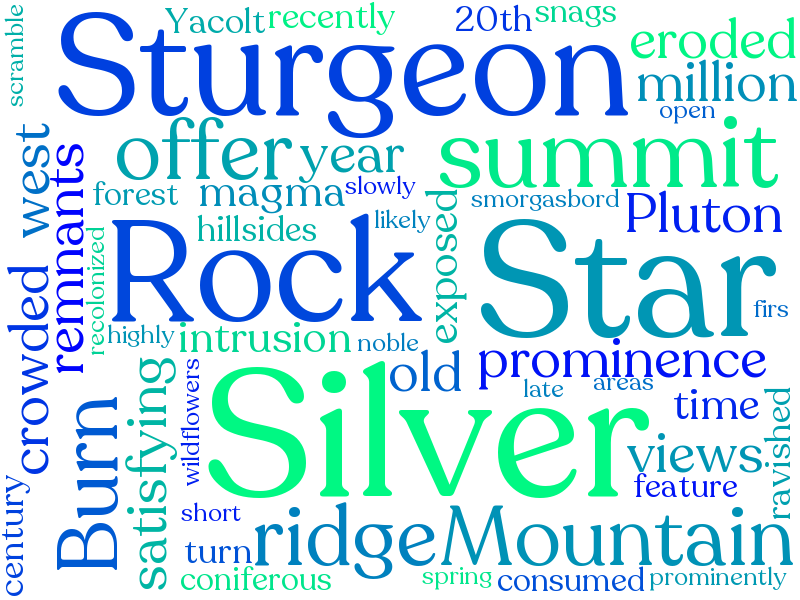 scramble
Yacolt
recently
20th
snags
Sturgeon
eroded
million
open
west
offer
year
summit
remnants
forest
magma
slowly
smorgasbord
Pluton
recolonized
hillsides
likely
exposed
Rock
Star
firs
crowded
highly
intrusion
noble
old
prominence
late
areas
time
satisfying
wildflowers
Silver
ravished
Burn
views
feature
century
short
turn
ridge
Mountain
coniferous
spring
consumed
prominently